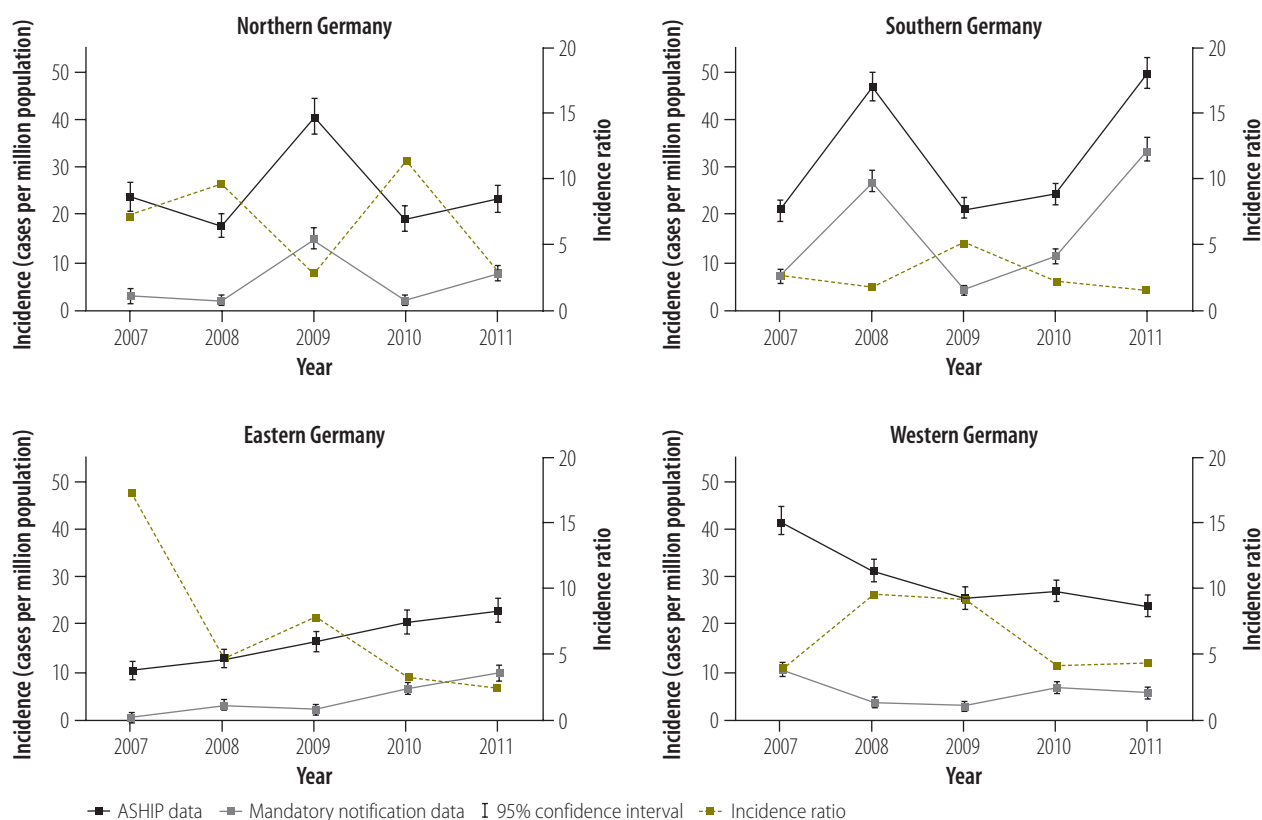 Northern Germany
Incidence (cases per million population)
50
40
30
20
10
0
20
15
10
5
0
Incidence ratio
2007 2008 2009 2010 2011
Year
Southern Germany
Incidence (cases per million population)
50
40
30
20
10
0
20
15
10
5
0
Incidence ratio
2007 2008 2009 2010 2011
Year
Eastern Germany
Incidence (cases per million population)
50
40
30
20
10
0
20
15
10
5
0
Incidence ratio
2007 2008 2009 2010 2011
Year
Western Germany
Incidence (cases per million population)
50
40
30
20
10
0
20
15
10
5
0
Incidence ratio
2007 2008 2009 2010 2011
Year
ASHIP data Mandatory notification data 95% confidence interval Incidence ratio